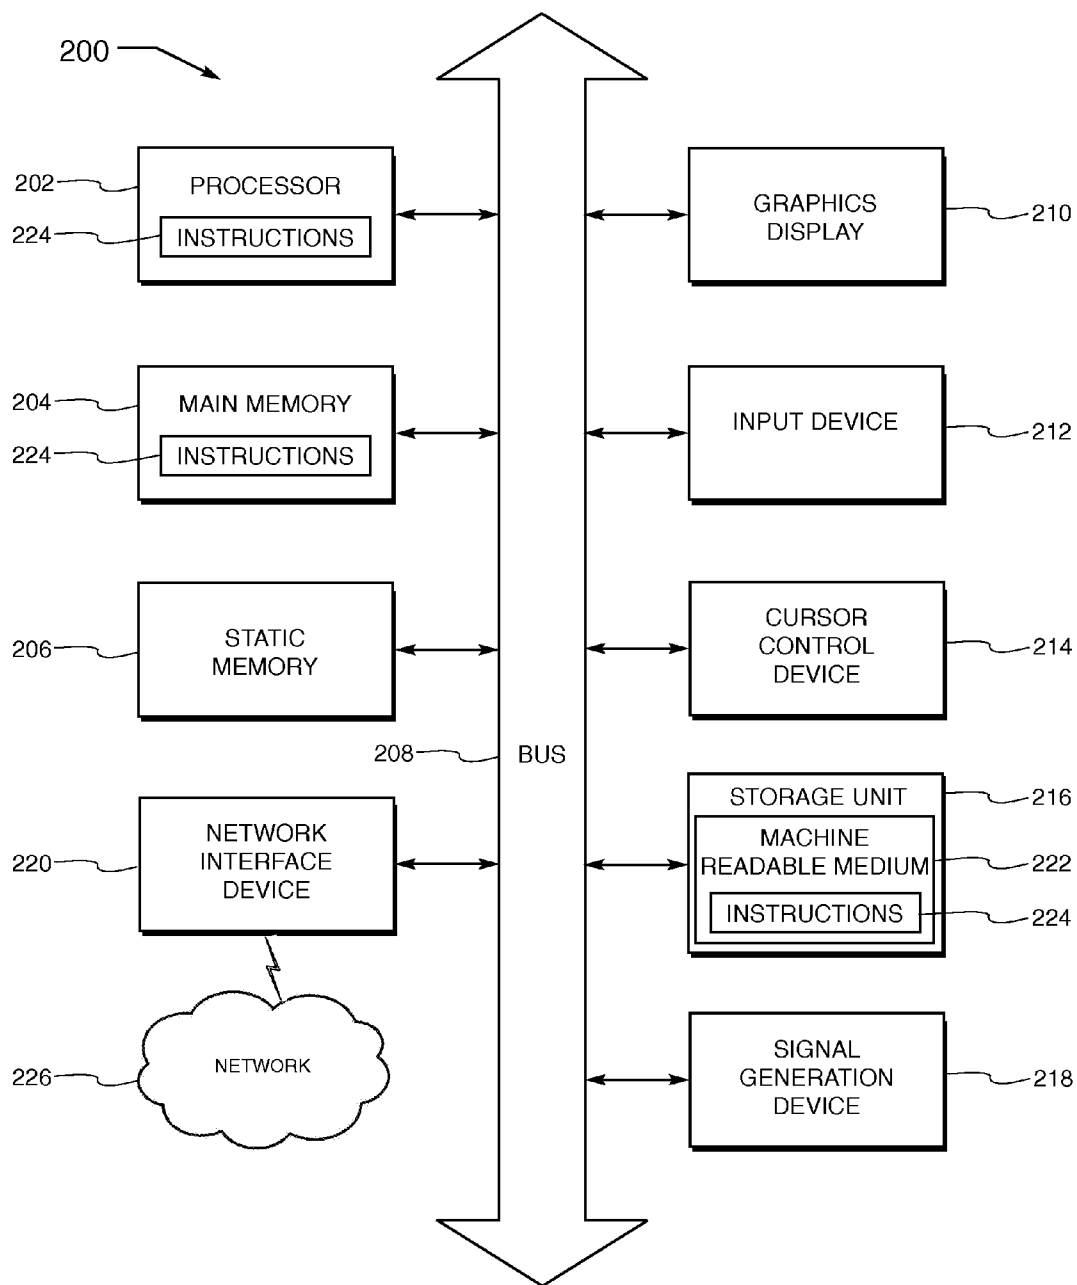 200
202
PROCESSOR
224
INSTRUCTIONS
204
MAIN MEMORY
224
INSTRUCTIONS
206
STATIC
MEMORY
208
BUS
220
NETWORK
INTERFACE
DEVICE
226
NETWORK
GRAPHICS
DISPLAY
210
INPUT DEVICE
212
CURSOR
CONTROL
DEVICE
214
STORAGE UNIT
216
MACHINE
READABLE MEDIUM
222
INSTRUCTIONS
224
SIGNAL
GENERATION
DEVICE
218